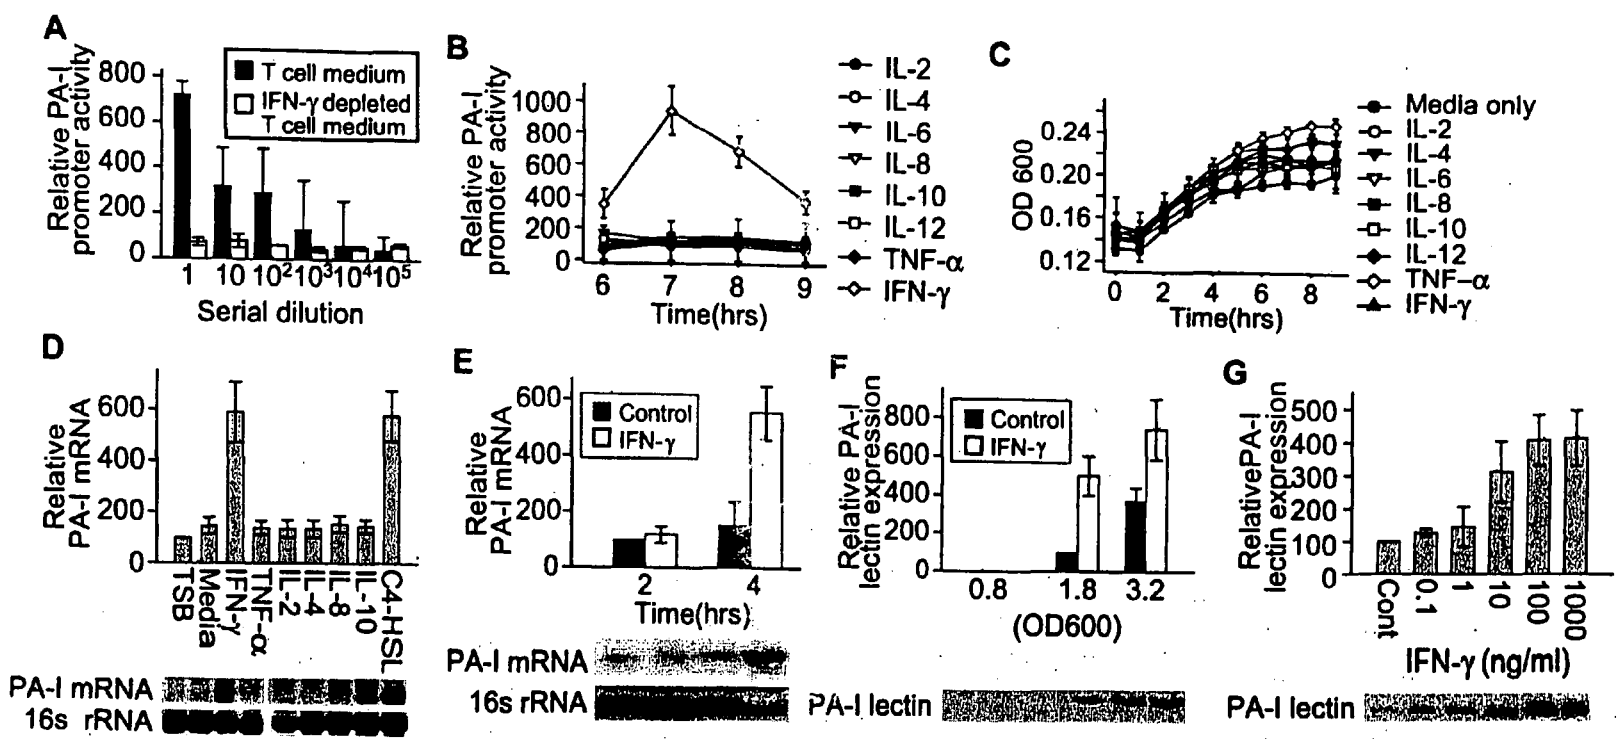 A
Relative PA-I
promoter activity
800
600
400
200
0
T cell medium
IFN-γ depleted
T cell medium
1 10 10² 10³ 10⁴ 10⁵
Serial dilution
B
Relative PA-I
promoter activity
1000
800
600
400
200
0
6 7 8 9
Time(hrs)
IL-2
IL-4
IL-6
IL-8
IL-10
IL-12
TNF-α
IFN-γ
C
OD 600
0.24
0.20
0.16
0.12
0 2 4 6 8
Time(hrs)
Media only
IL-2
IL-4
IL-6
IL-8
IL-10
IL-12
TNF-α
IFN-γ
D
Relative
PA-I mRNA
600
400
200
0
TSB
Media
IFN-γ
TNF-α
IL-2
IL-4
IL-8
IL-10
C4-HSL
PA-I mRNA
16s rRNA
E
Relative
PA-I mRNA
600
400
200
0
Control
IFN-γ
2 4
Time(hrs)
PA-I mRNA
16s rRNA
F
Relative PA-I
lectin expression
800
600
400
200
0
Control
IFN-γ
0.8 1.8 3.2
(OD600)
PA-I lectin
G
RelativePA-I
lectin expression
500
400
300
200
100
0
Cont
0.1
1
10
100
1000
IFN-γ (ng/ml)
PA-I lectin